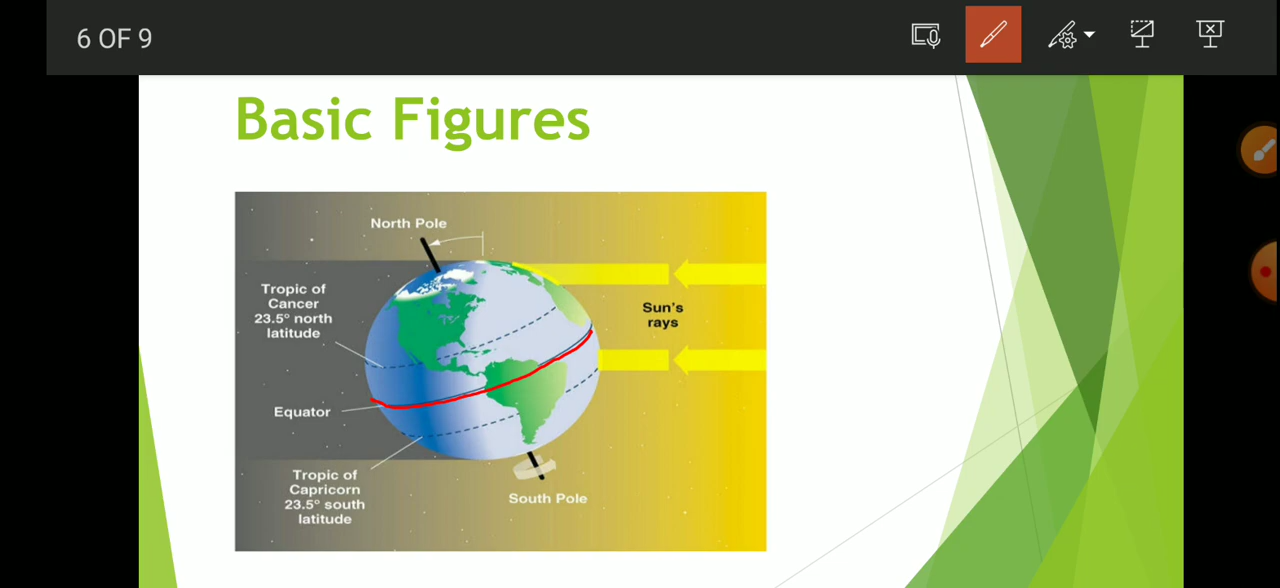 6 OF 9
Basic Figures
North Pole
Tropic of
Cancer
23.5° north
latitude
Sun's
rays
Equator
Tropic of
Capricorn
23.5° south
latitude
South Pole